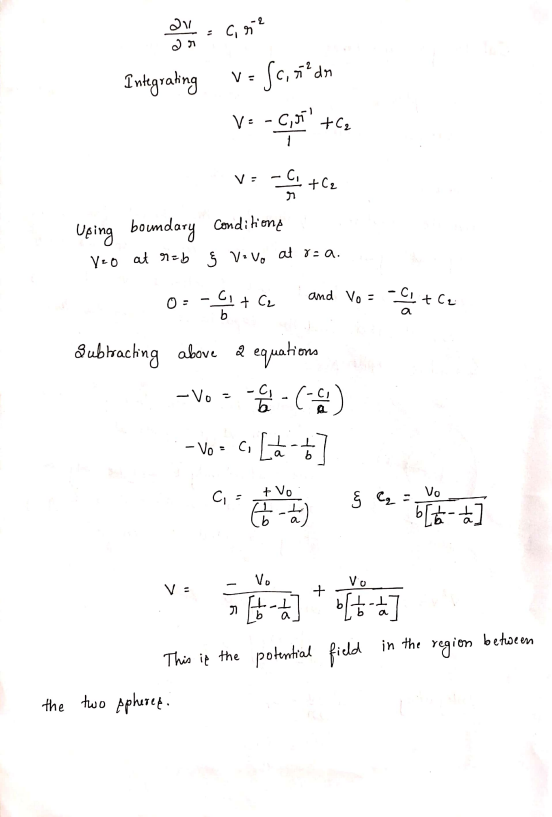 ∂V/∂r = C₁ r⁻²
Integrating V = ∫C₁ r⁻² dr
V = - C₁r⁻¹/1 + C₂
V = -C₁/r + C₂
Using boundary Conditions
V=0 at r=b & V=V₀ at r=a.
0 = -C₁/b + C₂ and V₀ = -C₁/a + C₂
Subtracting above 2 equations
-V₀ = -C₁/b - (-C₁/a)
-V₀ = C₁ [1/a - 1/b]
C₁ = +V₀/(1/b - 1/a) & C₂ = V₀/b[1/b - 1/a]
V = - V₀/r[1/b - 1/a] + V₀/b[1/b - 1/a]
This is the potential field in the region between
the two spheres.